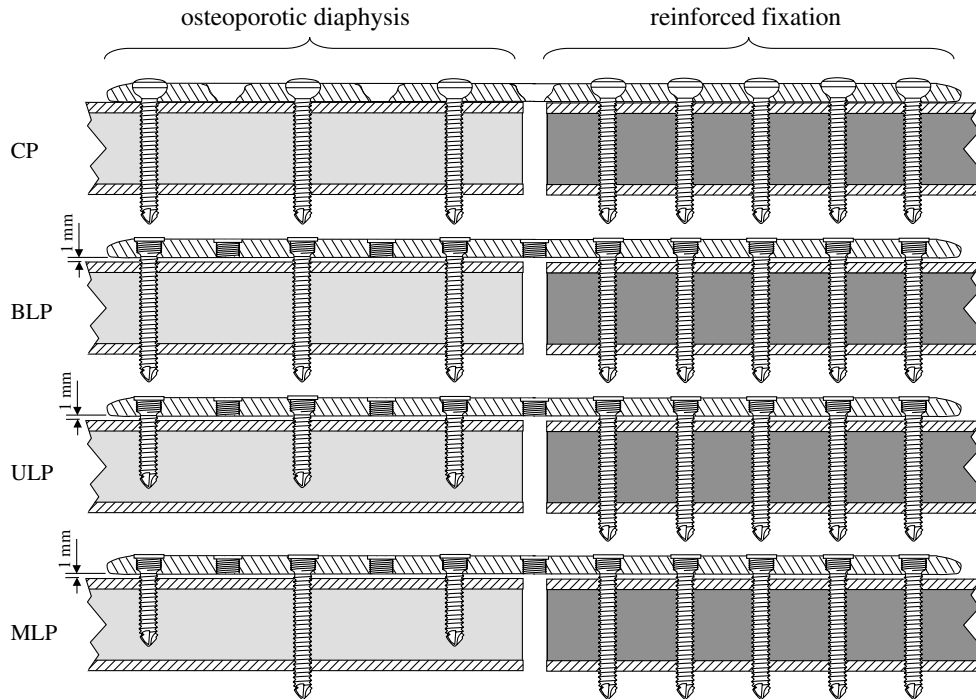 osteoporotic diaphysis
reinforced fixation
CP
1 mm
BLP
1 mm
ULP
1 mm
MLP